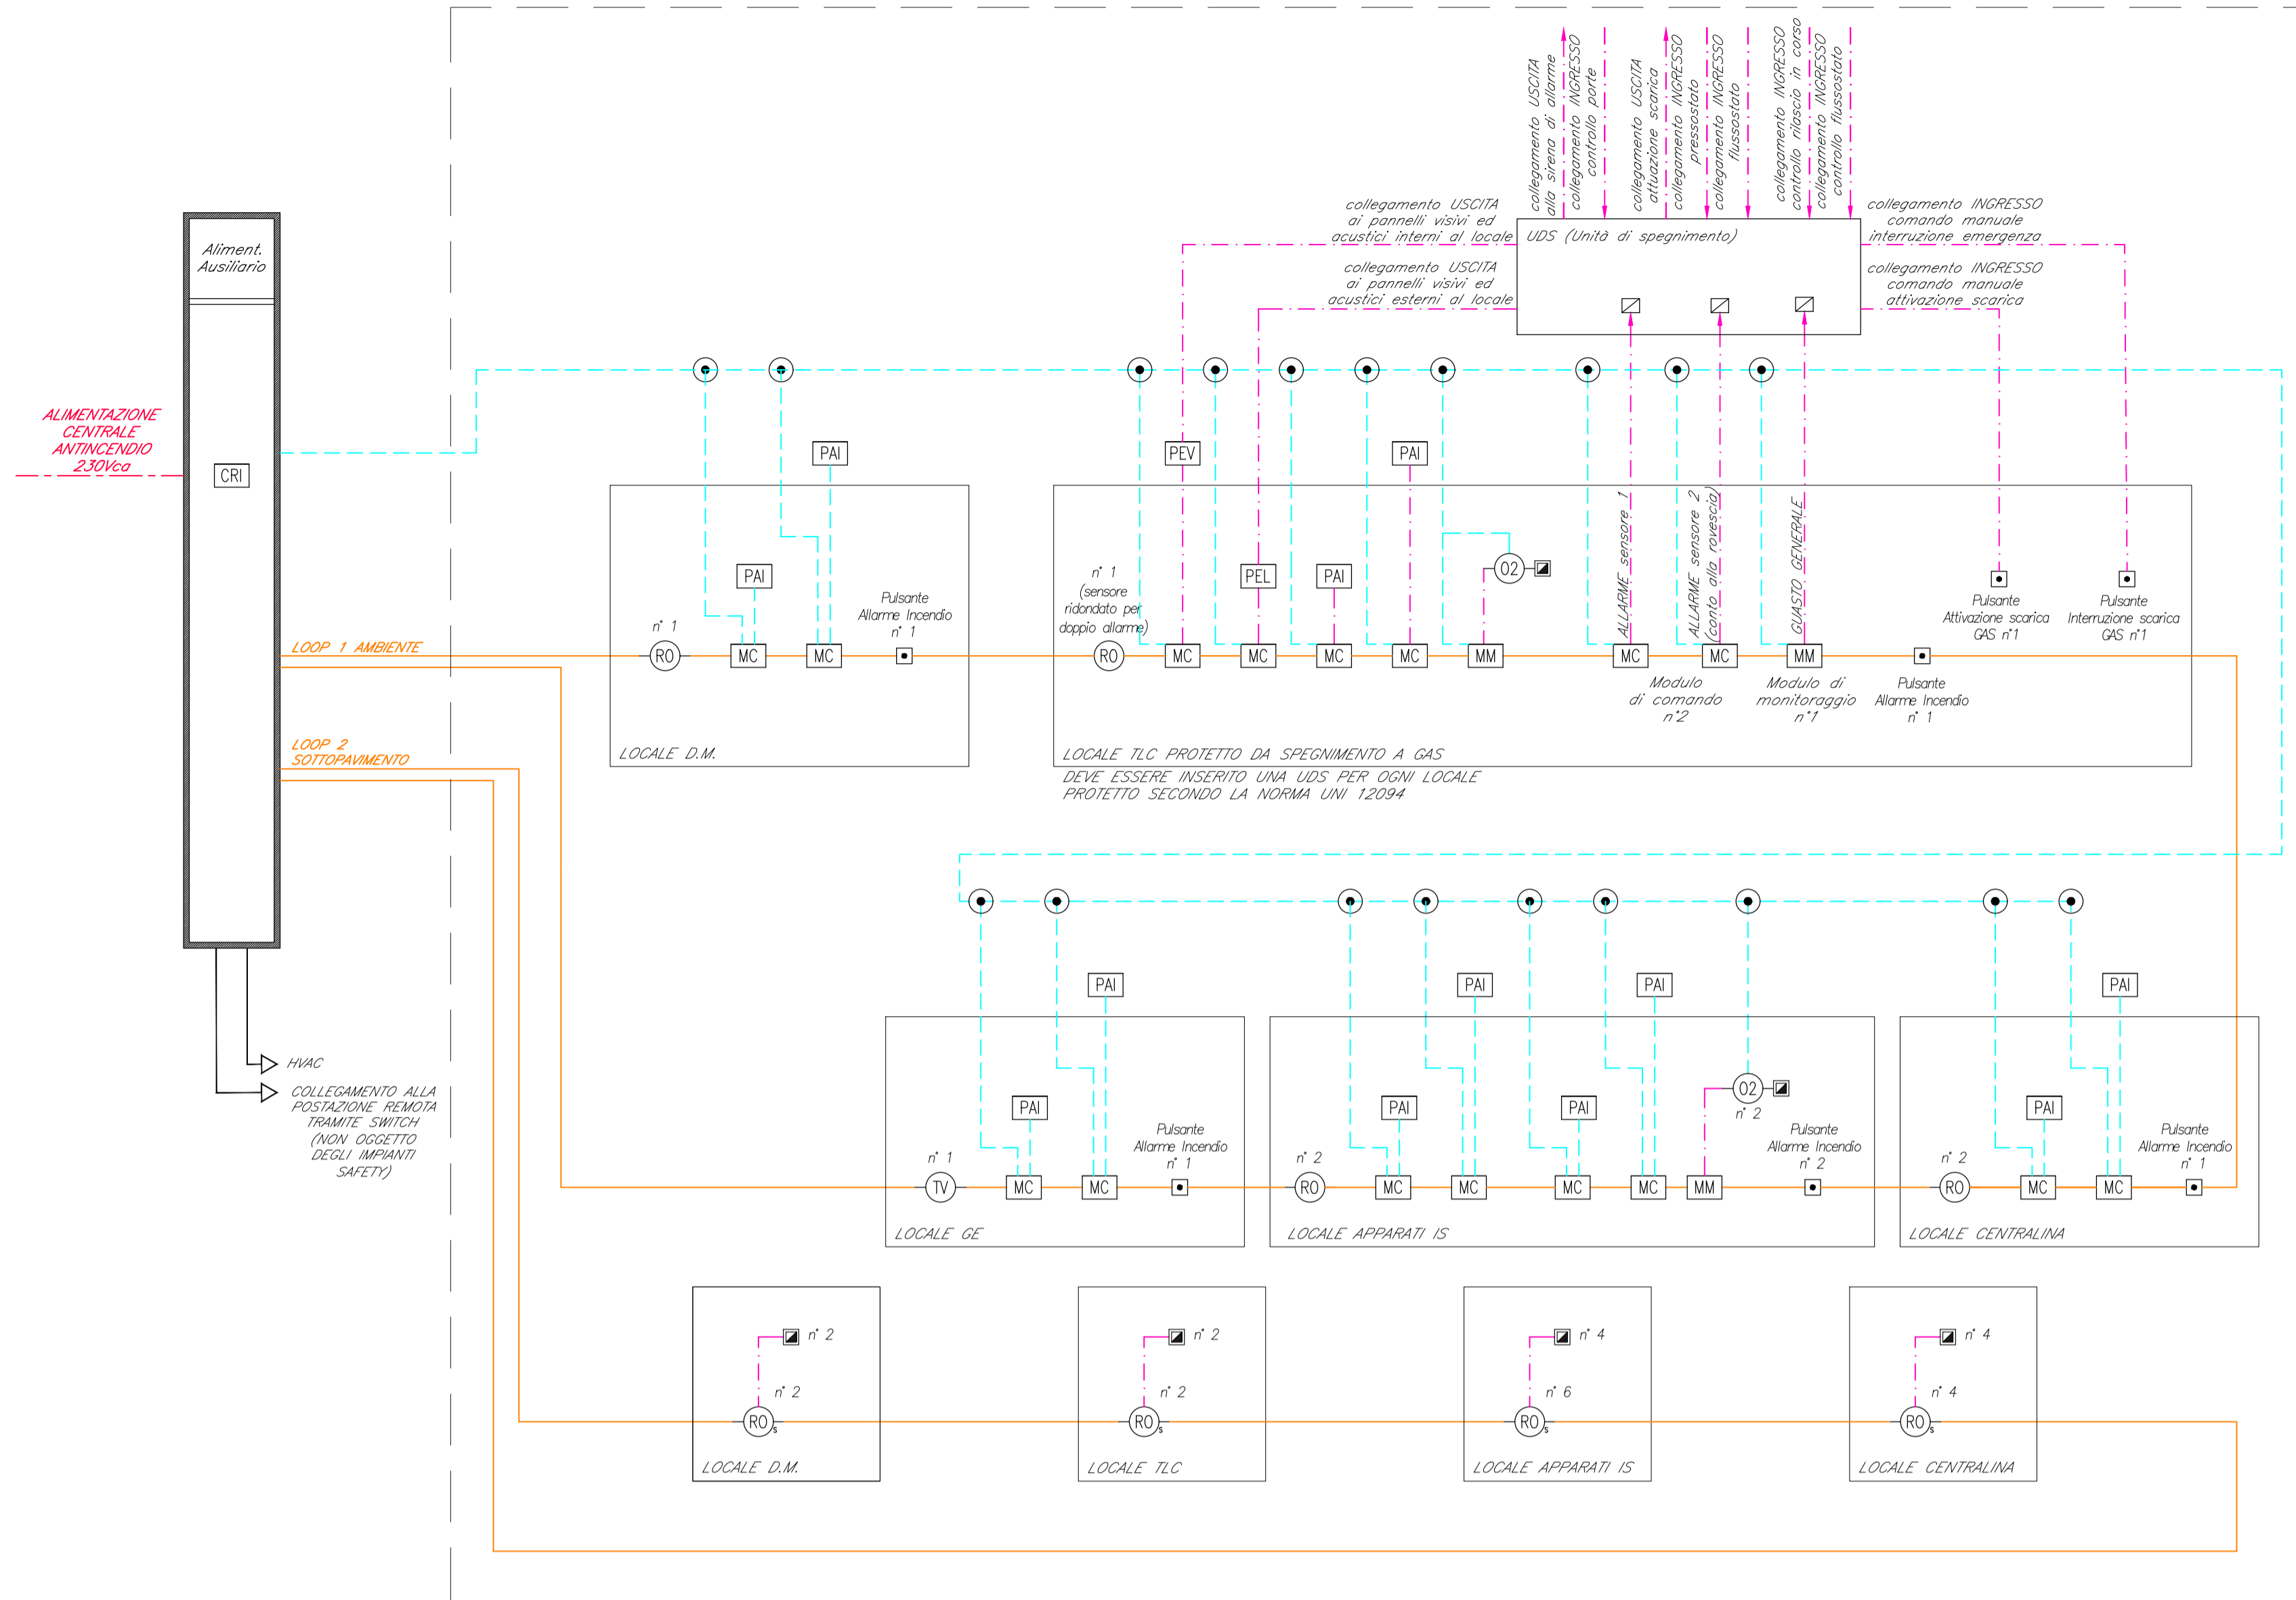 collegamento USCITA
alla sirena di allarme
collegamento INGRESSO
controllo porte
collegamento USCITA
attuazione scarica
collegamento INGRESSO
pressostato
collegamento INGRESSO
flussostato
collegamento INGRESSO
controllo rilascio in corso
collegamento INGRESSO
controllo flussostato
collegamento USCITA
ai pannelli visivi ed
acustici interni al locale
UDS (Unità di spegnimento)
collegamento INGRESSO
comando manuale
interruzione emergenza
collegamento USCITA
ai pannelli visivi ed
acustici esterni al locale
collegamento INGRESSO
comando manuale
attivazione scarica
Aliment.
Ausiliario
ALIMENTAZIONE
CENTRALE
ANTINCENDIO
230Vca
CRI
PAI
PEV
PAI
PAI
Pulsante
Allarme Incendio
n° 1
n° 1
RO
MC
MC
LOCALE D.M.
n° 1
(sensore
ridondato per
doppio allarme)
PEL
PAI
O2
ALLARME sensore 1
ALLARME sensore 2
(conto alla rovescia)
GUASTO GENERALE
Pulsante
Attivazione scarica
GAS n°1
Pulsante
Interruzione scarica
GAS n°1
RO
MC
MC
MC
MC
MM
MC
MC
MM
Modulo
di comando
n°2
Modulo di
monitoraggio
n°1
Pulsante
Allarme Incendio
n° 1
LOCALE TLC PROTETTO DA SPEGNIMENTO A GAS
DEVE ESSERE INSERITO UNA UDS PER OGNI LOCALE
PROTETTO SECONDO LA NORMA UNI 12094
LOOP 1 AMBIENTE
LOOP 2
SOTTOPAVIMENTO
HVAC
COLLEGAMENTO ALLA
POSTAZIONE REMOTA
TRAMITE SWITCH
(NON OGGETTO
DEGLI IMPIANTI
SAFETY)
PAI
PAI
Pulsante
Allarme Incendio
n° 1
n° 1
TV
MC
MC
LOCALE GE
PAI
PAI
PAI
PAI
O2
n° 2
Pulsante
Allarme Incendio
n° 2
n° 2
RO
MC
MC
MC
MC
MM
LOCALE APPARATI IS
PAI
PAI
Pulsante
Allarme Incendio
n° 1
n° 2
RO
MC
MC
LOCALE CENTRALINA
n° 2
n° 2
ROs
LOCALE D.M.
n° 2
n° 2
ROs
LOCALE TLC
n° 4
n° 6
ROs
LOCALE APPARATI IS
n° 4
n° 4
ROs
LOCALE CENTRALINA